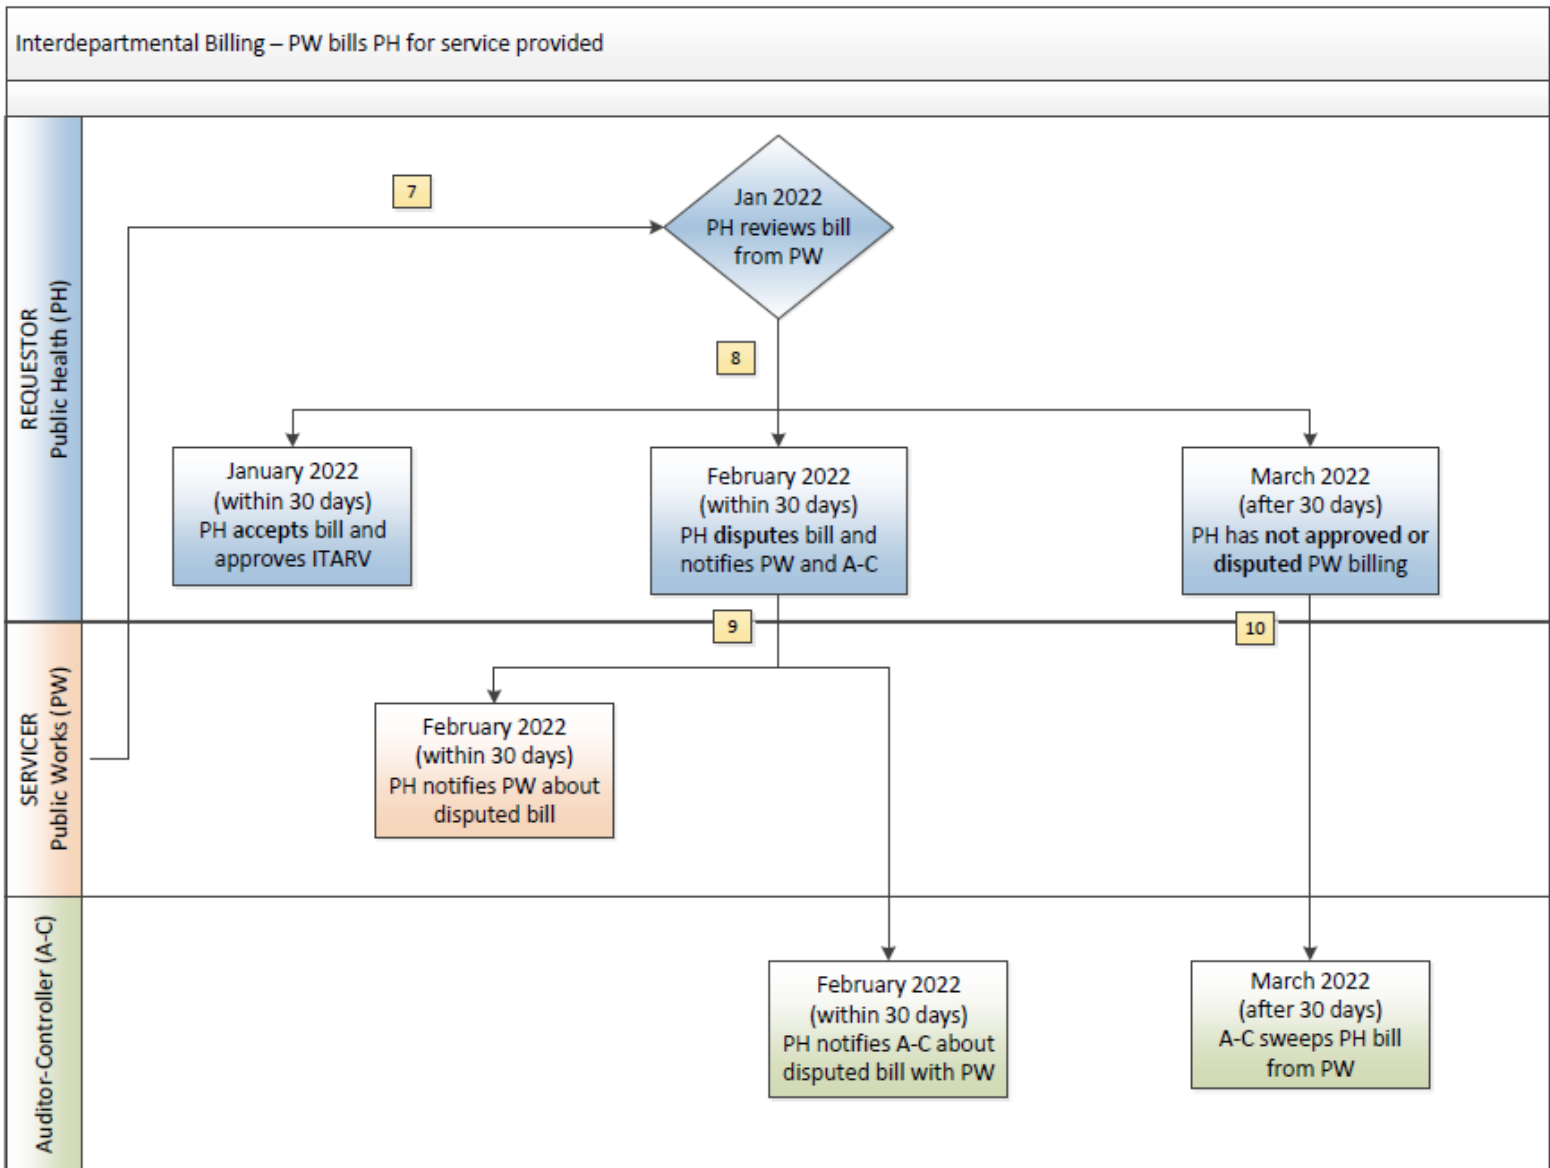 Interdepartmental Billing – PW bills PH for service provided
REQUESTOR
Public Health (PH)
7
Jan 2022
PH reviews bill
from PW
8
January 2022
(within 30 days)
PH accepts bill and
approves ITARV
February 2022
(within 30 days)
PH disputes bill and
notifies PW and A-C
March 2022
(after 30 days)
PH has not approved or
disputed PW billing
9
10
SERVICER
Public Works (PW)
February 2022
(within 30 days)
PH notifies PW about
disputed bill
Auditor-Controller (A-C)
February 2022
(within 30 days)
PH notifies A-C about
disputed bill with PW
March 2022
(after 30 days)
A-C sweeps PH bill
from PW